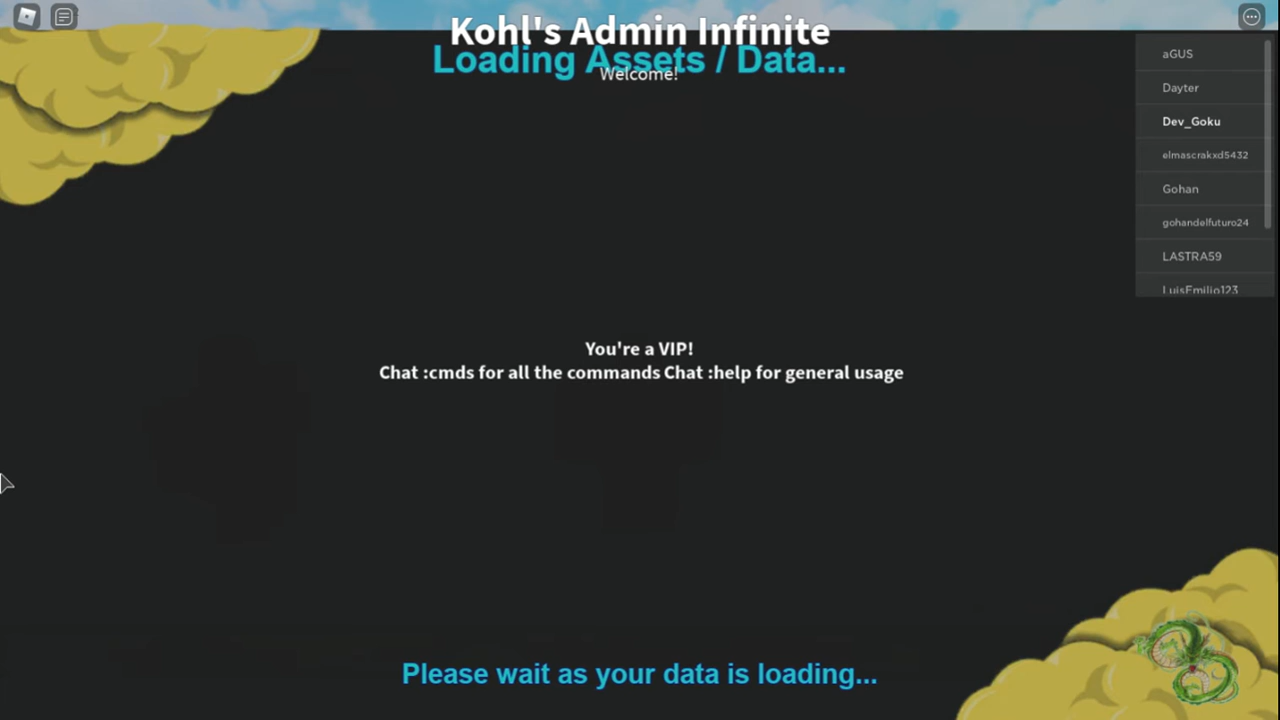 Kohl's Admin Infinite
Loading Assets / Data...
Welcome!
aGUS
Dayter
Dev_Goku
elmascrakxd5432
Gohan
gohandelfuturo24
LASTRA59
LuisEmilio123
You're a VIP!
Chat :cmds for all the commands Chat :help for general usage
Please wait as your data is loading...